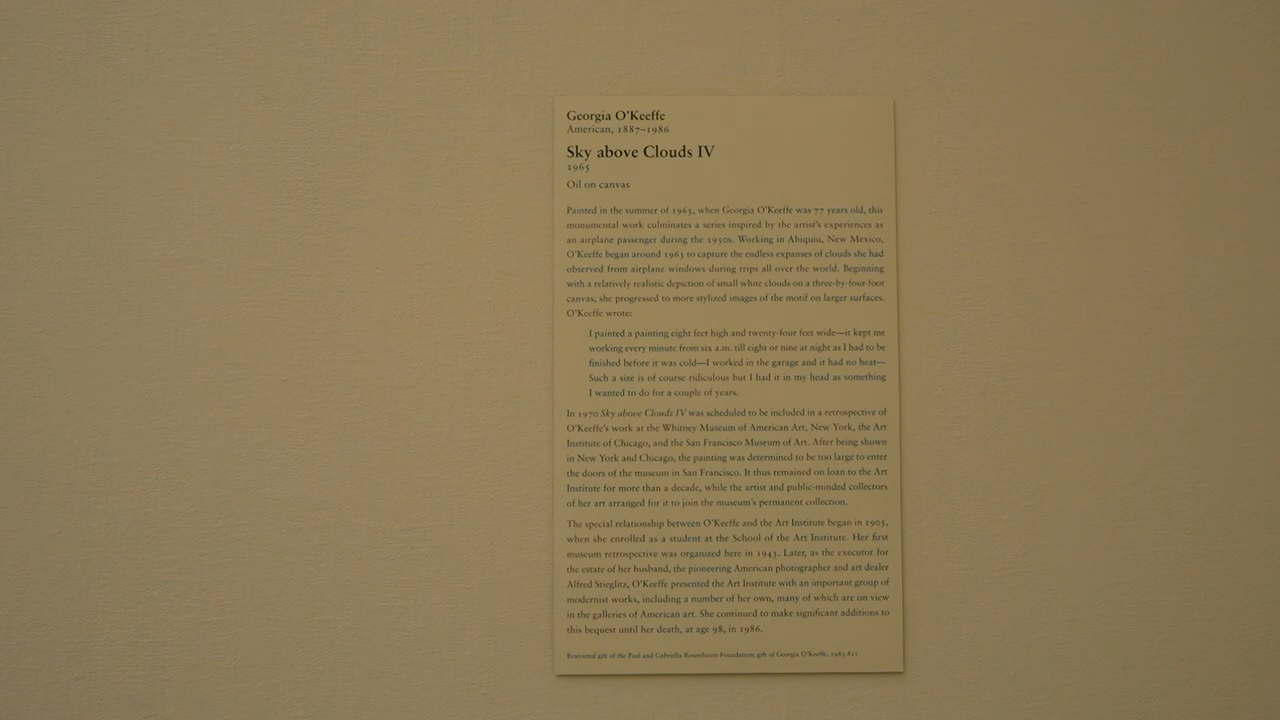 Georgia O'Keeffe
American, 1887–1986
Sky above Clouds IV
1965
Oil on canvas
Painted in the summer of 1965, when Georgia O'Keeffe was 77 years old, this
monumental work culminates a series inspired by the artist's experiences as
an airplane passenger during the 1950s. Working in Abiquiu, New Mexico,
O'Keeffe began around 1963 to capture the endless expanses of clouds she had
observed from airplane windows during trips all over the world. Beginning
with a relatively realistic depiction of small white clouds on a three-by-four-foot
canvas, she progressed to more stylized images of the motif on larger surfaces.
O'Keeffe wrote:
I painted a painting eight feet high and twenty-four feet wide—it kept me
working every minute from six a.m. till eight or nine at night as I had to be
finished before it was cold—I worked in the garage and it had no heat—
Such a size is of course ridiculous but I had it in my head as something
I wanted to do for a couple of years.
In 1970 Sky above Clouds IV was scheduled to be included in a retrospective of
O'Keeffe's work at the Whitney Museum of American Art, New York, the Art
Institute of Chicago, and the San Francisco Museum of Art. After being shown
in New York and Chicago, the painting was determined to be too large to enter
the doors of the museum in San Francisco. It thus remained on loan to the Art
Institute for more than a decade, while the artist and public-minded collectors
of her art arranged for it to join the museum's permanent collection.
The special relationship between O'Keeffe and the Art Institute began in 1905,
when she enrolled as a student at the School of the Art Institute. Her first
museum retrospective was organized here in 1943. Later, as the executor for
the estate of her husband, the pioneering American photographer and art dealer
Alfred Stieglitz, O'Keeffe presented the Art Institute with an important group of
modernist works, including a number of her own, many of which are on view
in the galleries of American art. She continued to make significant additions to
this bequest until her death, at age 98, in 1986.
Restricted gift of the Paul and Gabriella Rosenbaum Foundation; gift of Georgia O'Keeffe, 1983.821